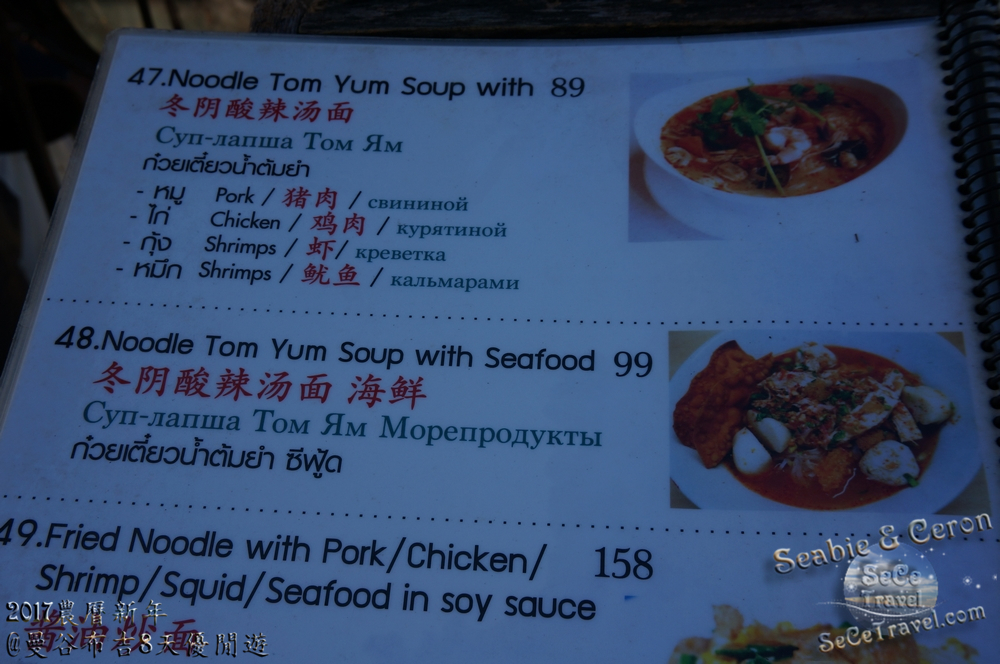 47.Noodle Tom Yum Soup with 89
冬阴酸辣汤面
Суп-лапша Том Ям
ก๋วยเตี๋ยวน้ำต้มยำ
- หมู Pork / 猪肉 / свининой
- ไก่ Chicken / 鸡肉 / курятиной
- กุ้ง Shrimps / 虾 / креветка
- หมึก Shrimps / 鱿鱼 / кальмарами
48.Noodle Tom Yum Soup with Seafood 99
冬阴酸辣汤面 海鲜
Суп-лапша Том Ям Морепродукты
ก๋วยเตี๋ยวน้ำต้มยำ ซีฟู้ด
49.Fried Noodle with Pork/Chicken/ 158
Shrimp/Squid/Seafood in soy sauce
酱油炒面
2017農曆新年
@曼谷布吉8天優閒遊
Seabie & Ceron
SeCe
Travel
SeCeTravel.com